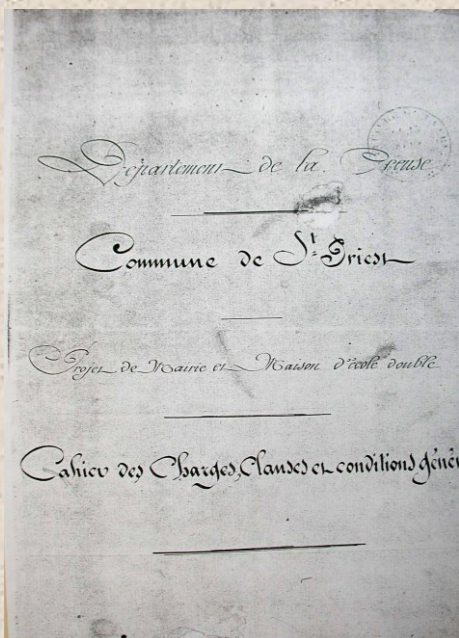 Département de la Creuse
Commune de St Priest
Projet de Mairie et Maison d'école double
Cahier des Charges, Clauses et conditions génér